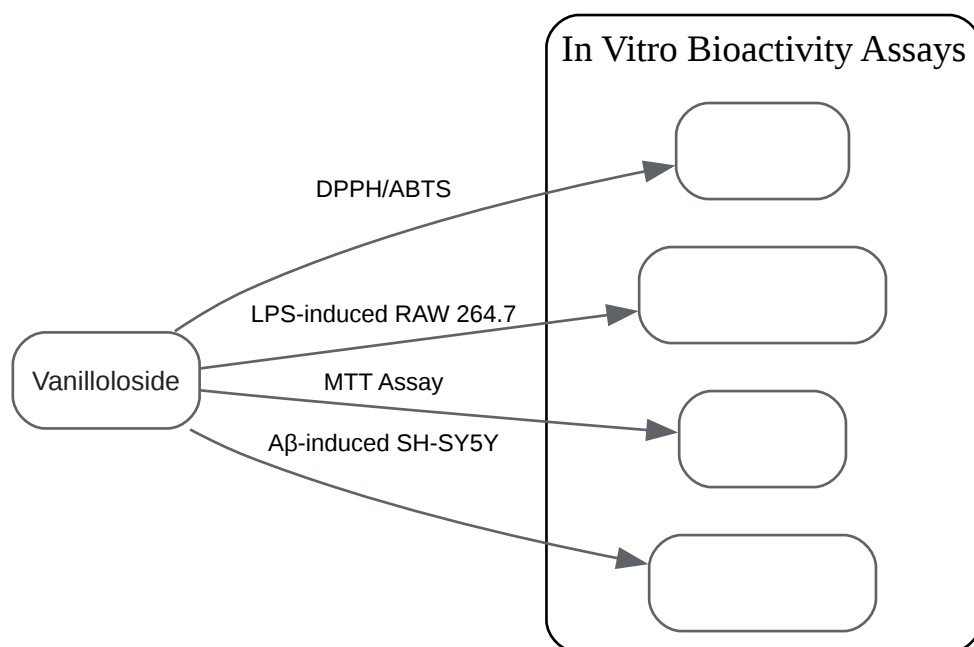 In Vitro Bioactivity Assays
DPPH/ABTS
LPS-induced RAW 264.7
Vanilloloside
MTT Assay
Aβ-induced SH-SY5Y